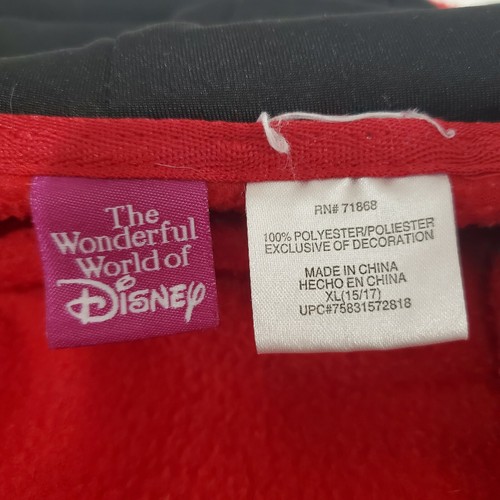 The
Wonderful
World of
Disney
RN# 71868
100% POLYESTER/POLIESTER
EXCLUSIVE OF DECORATION
MADE IN CHINA
HECHO EN CHINA
XL(15/17)
UPC#75831572818